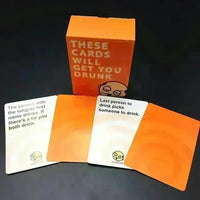 THESE
CARDS
WILL
GET YOU
DRUNK
The person with
the longest first
name drinks. If
there's a tie you
both drink.
Last person to
drink picks
someone to drink.